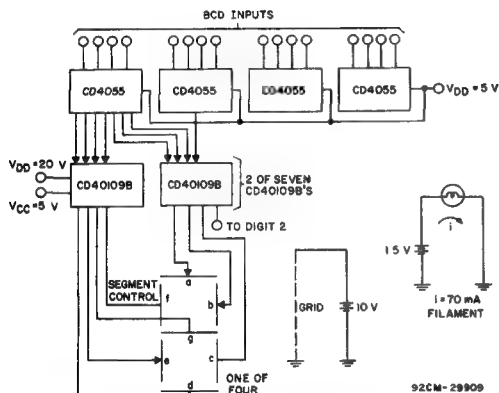 BCD INPUTS
CD4055 CD4055 CD4055 CD4055
VDD = 5 V
VDD = 20 V
VCC = 5 V
CD40109B CD40109B
2 OF SEVEN
CD40109B'S
TO DIGIT 2
SEGMENT
CONTROL
a
f b
g
e c
d
ONE OF
FOUR
GRID
10 V
1.5 V
i
i = 70 mA
FILAMENT
92CM-29909